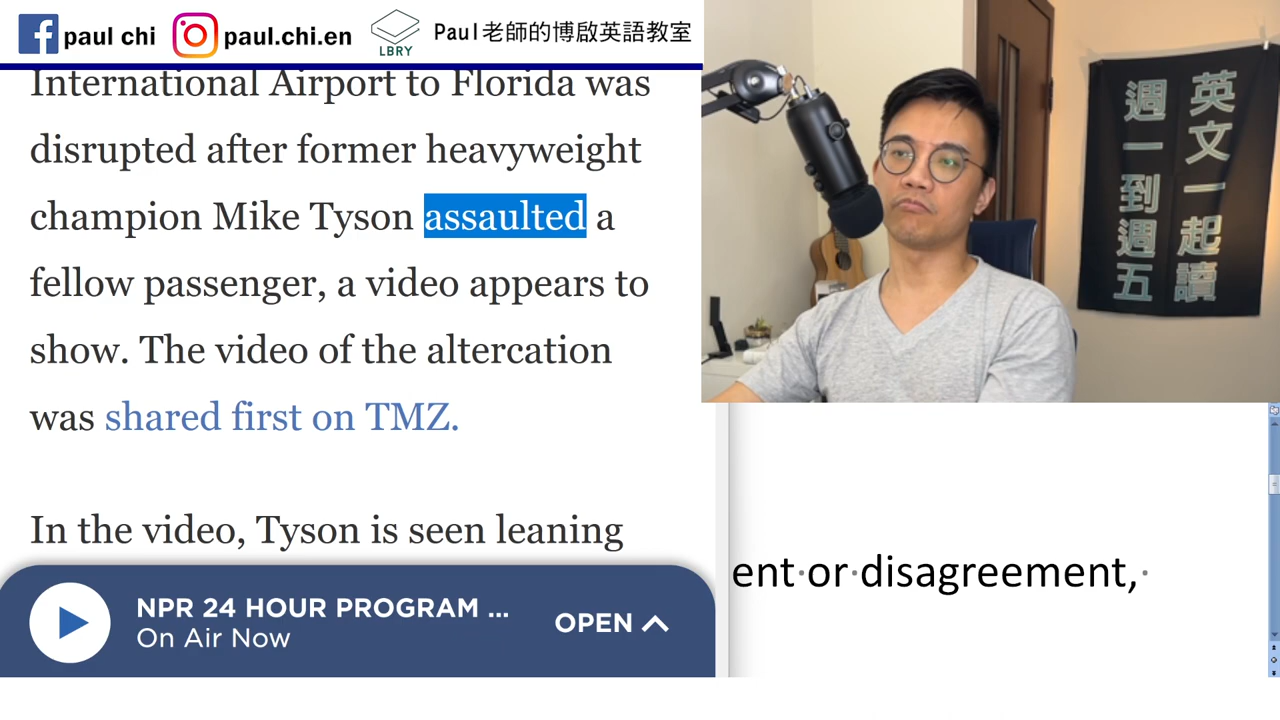 paul chi
paul.chi.en
LBRY
Paul老師的博啟英語教室
International Airport to Florida was
disrupted after former heavyweight
champion Mike Tyson assaulted a
fellow passenger, a video appears to
show. The video of the altercation
was shared first on TMZ.
In the video, Tyson is seen leaning
NPR 24 HOUR PROGRAM ...
On Air Now
OPEN
英文一起讀
週一到週五
ent or disagreement,